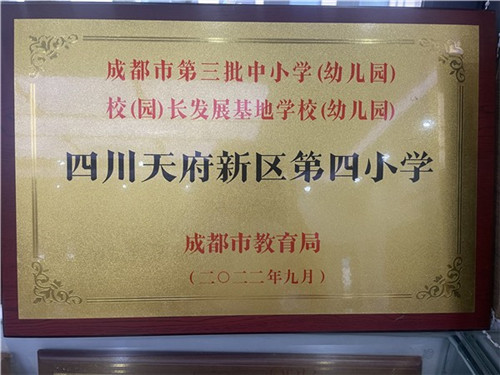 成都市第三批中小学(幼儿园)
校(园)长发展基地学校(幼儿园)
四川天府新区第四小学
成都市教育局
(二〇二二年九月)